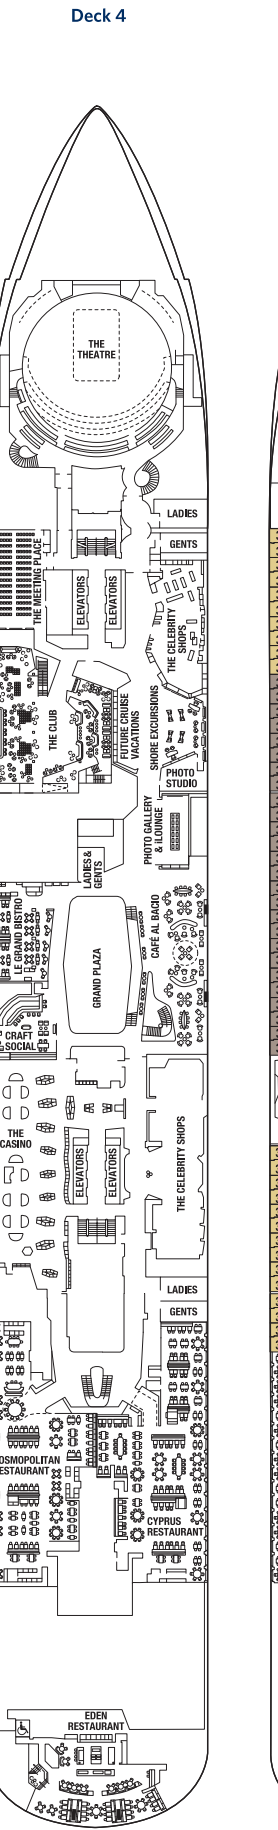 Deck 4
THE
THEATRE
LADIES
GENTS
THE MEETING PLACE
ELEVATORS
ELEVATORS
THE CELEBRITY
SHOPS
THE CLUB
FUTURE CRUISE
VACATIONS
SHORE EXCURSIONS
PHOTO
STUDIO
PHOTO GALLERY
& iLOUNGE
LADIES &
GENTS
LE GRAND BISTRO
GRAND PLAZA
CAFÉ AL BACIO
CRAFT
SOCIAL
THE
CASINO
ELEVATORS
ELEVATORS
THE CELEBRITY SHOPS
LADIES
GENTS
OSMOPOLITAN
ESTAURANT
CYPRUS
RESTAURANT
EDEN
RESTAURANT